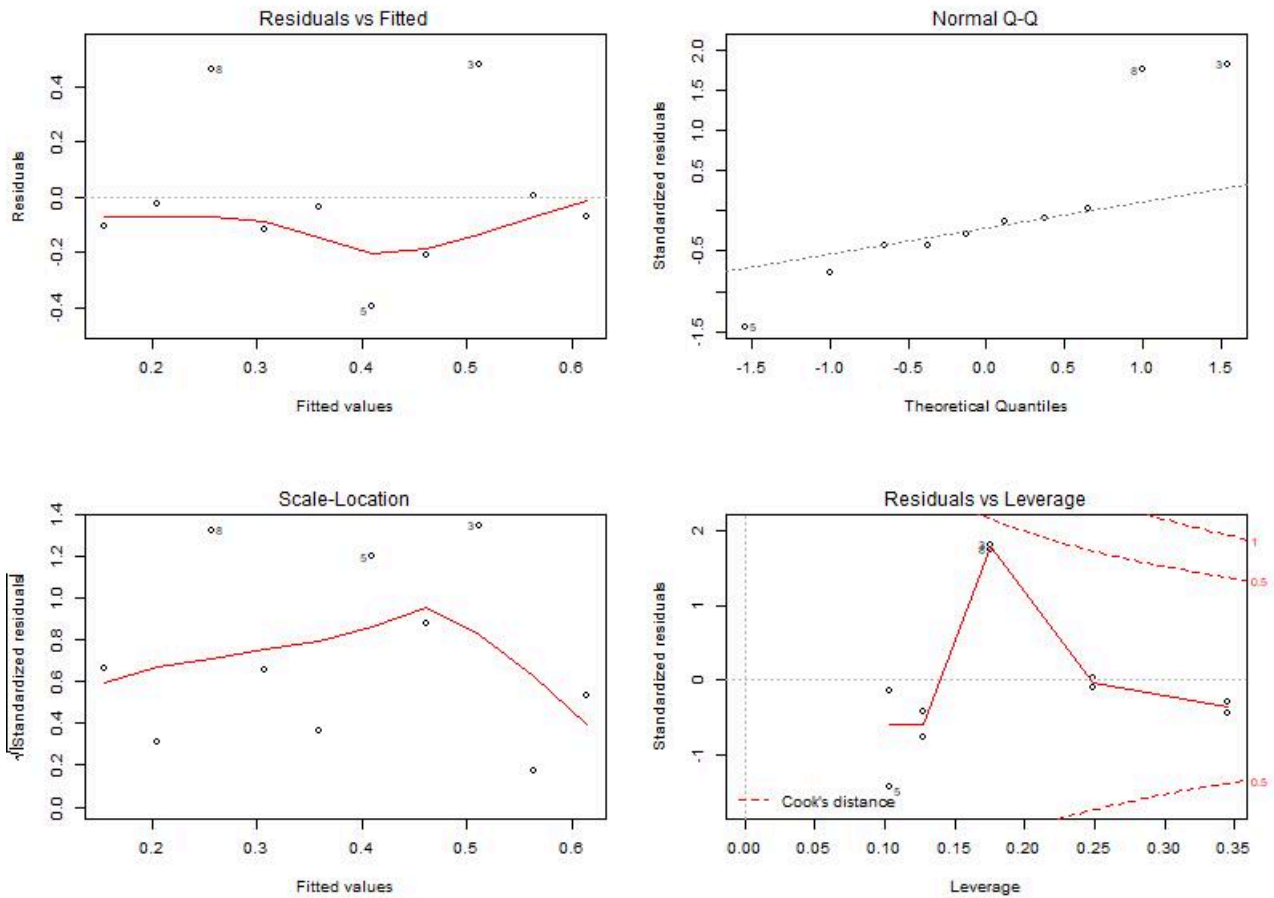 Residuals vs Fitted
Residuals
0.4
0.2
0.0
-0.2
-0.4
8
3
5
0.2 0.3 0.4 0.5 0.6
Fitted values
Normal Q-Q
Standardized residuals
2.0
1.5
1.0
0.5
-0.5
-1.5
8
3
5
-1.5 -1.0 -0.5 0.0 0.5 1.0 1.5
Theoretical Quantiles
Scale-Location
√|Standardized residuals|
1.4
1.2
1.0
0.8
0.6
0.4
0.2
0.0
8
3
5
0.2 0.3 0.4 0.5 0.6
Fitted values
Residuals vs Leverage
Standardized residuals
2
1
0
-1
3
8
5
1
0.5
0.5
Cook's distance
0.00 0.05 0.10 0.15 0.20 0.25 0.30 0.35
Leverage